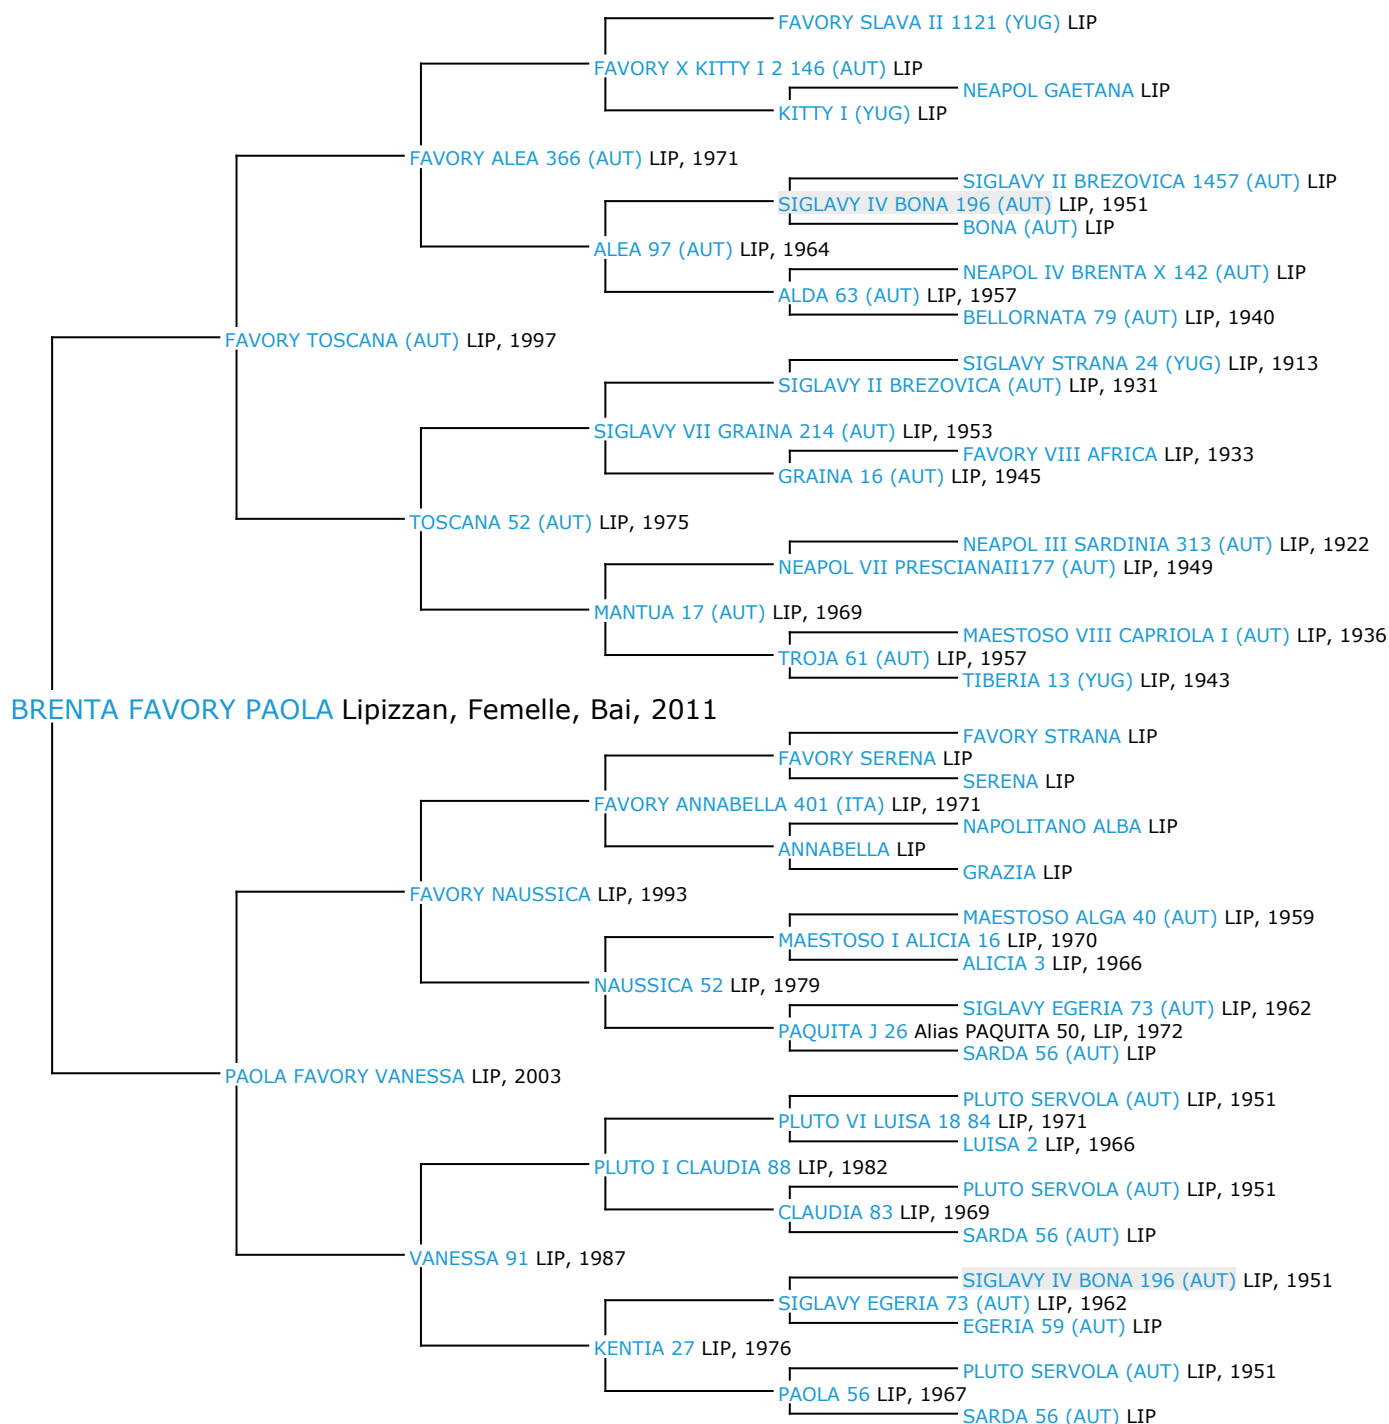 FAVORY SLAVA II 1121 (YUG) LIP
FAVORY X KITTY I 2 146 (AUT) LIP
NEAPOL GAETANA LIP
KITTY I (YUG) LIP
FAVORY ALEA 366 (AUT) LIP, 1971
SIGLAVY II BREZOVICA 1457 (AUT) LIP
SIGLAVY IV BONA 196 (AUT) LIP, 1951
BONA (AUT) LIP
ALEA 97 (AUT) LIP, 1964
NEAPOL IV BRENTA X 142 (AUT) LIP
ALDA 63 (AUT) LIP, 1957
BELLORNATA 79 (AUT) LIP, 1940
FAVORY TOSCANA (AUT) LIP, 1997
SIGLAVY STRANA 24 (YUG) LIP, 1913
SIGLAVY II BREZOVICA (AUT) LIP, 1931
SIGLAVY VII GRAINA 214 (AUT) LIP, 1953
FAVORY VIII AFRICA LIP, 1933
GRAINA 16 (AUT) LIP, 1945
TOSCANA 52 (AUT) LIP, 1975
NEAPOL III SARDINIA 313 (AUT) LIP, 1922
NEAPOL VII PRESCIANAII177 (AUT) LIP, 1949
MANTUA 17 (AUT) LIP, 1969
MAESTOSO VIII CAPRIOLA I (AUT) LIP, 1936
TROJA 61 (AUT) LIP, 1957
TIBERIA 13 (YUG) LIP, 1943
BRENTA FAVORY PAOLA Lipizzan, Femelle, Bai, 2011
FAVORY STRANA LIP
FAVORY SERENA LIP
SERENA LIP
FAVORY ANNABELLA 401 (ITA) LIP, 1971
NAPOLITANO ALBA LIP
ANNABELLA LIP
GRAZIA LIP
FAVORY NAUSSICA LIP, 1993
MAESTOSO ALGA 40 (AUT) LIP, 1959
MAESTOSO I ALICIA 16 LIP, 1970
ALICIA 3 LIP, 1966
NAUSSICA 52 LIP, 1979
SIGLAVY EGERIA 73 (AUT) LIP, 1962
PAQUITA J 26 Alias PAQUITA 50, LIP, 1972
SARDA 56 (AUT) LIP
PAOLA FAVORY VANESSA LIP, 2003
PLUTO SERVOLA (AUT) LIP, 1951
PLUTO VI LUISA 18 84 LIP, 1971
LUISA 2 LIP, 1966
PLUTO I CLAUDIA 88 LIP, 1982
PLUTO SERVOLA (AUT) LIP, 1951
CLAUDIA 83 LIP, 1969
SARDA 56 (AUT) LIP
VANESSA 91 LIP, 1987
SIGLAVY IV BONA 196 (AUT) LIP, 1951
SIGLAVY EGERIA 73 (AUT) LIP, 1962
EGERIA 59 (AUT) LIP
KENTIA 27 LIP, 1976
PLUTO SERVOLA (AUT) LIP, 1951
PAOLA 56 LIP, 1967
SARDA 56 (AUT) LIP